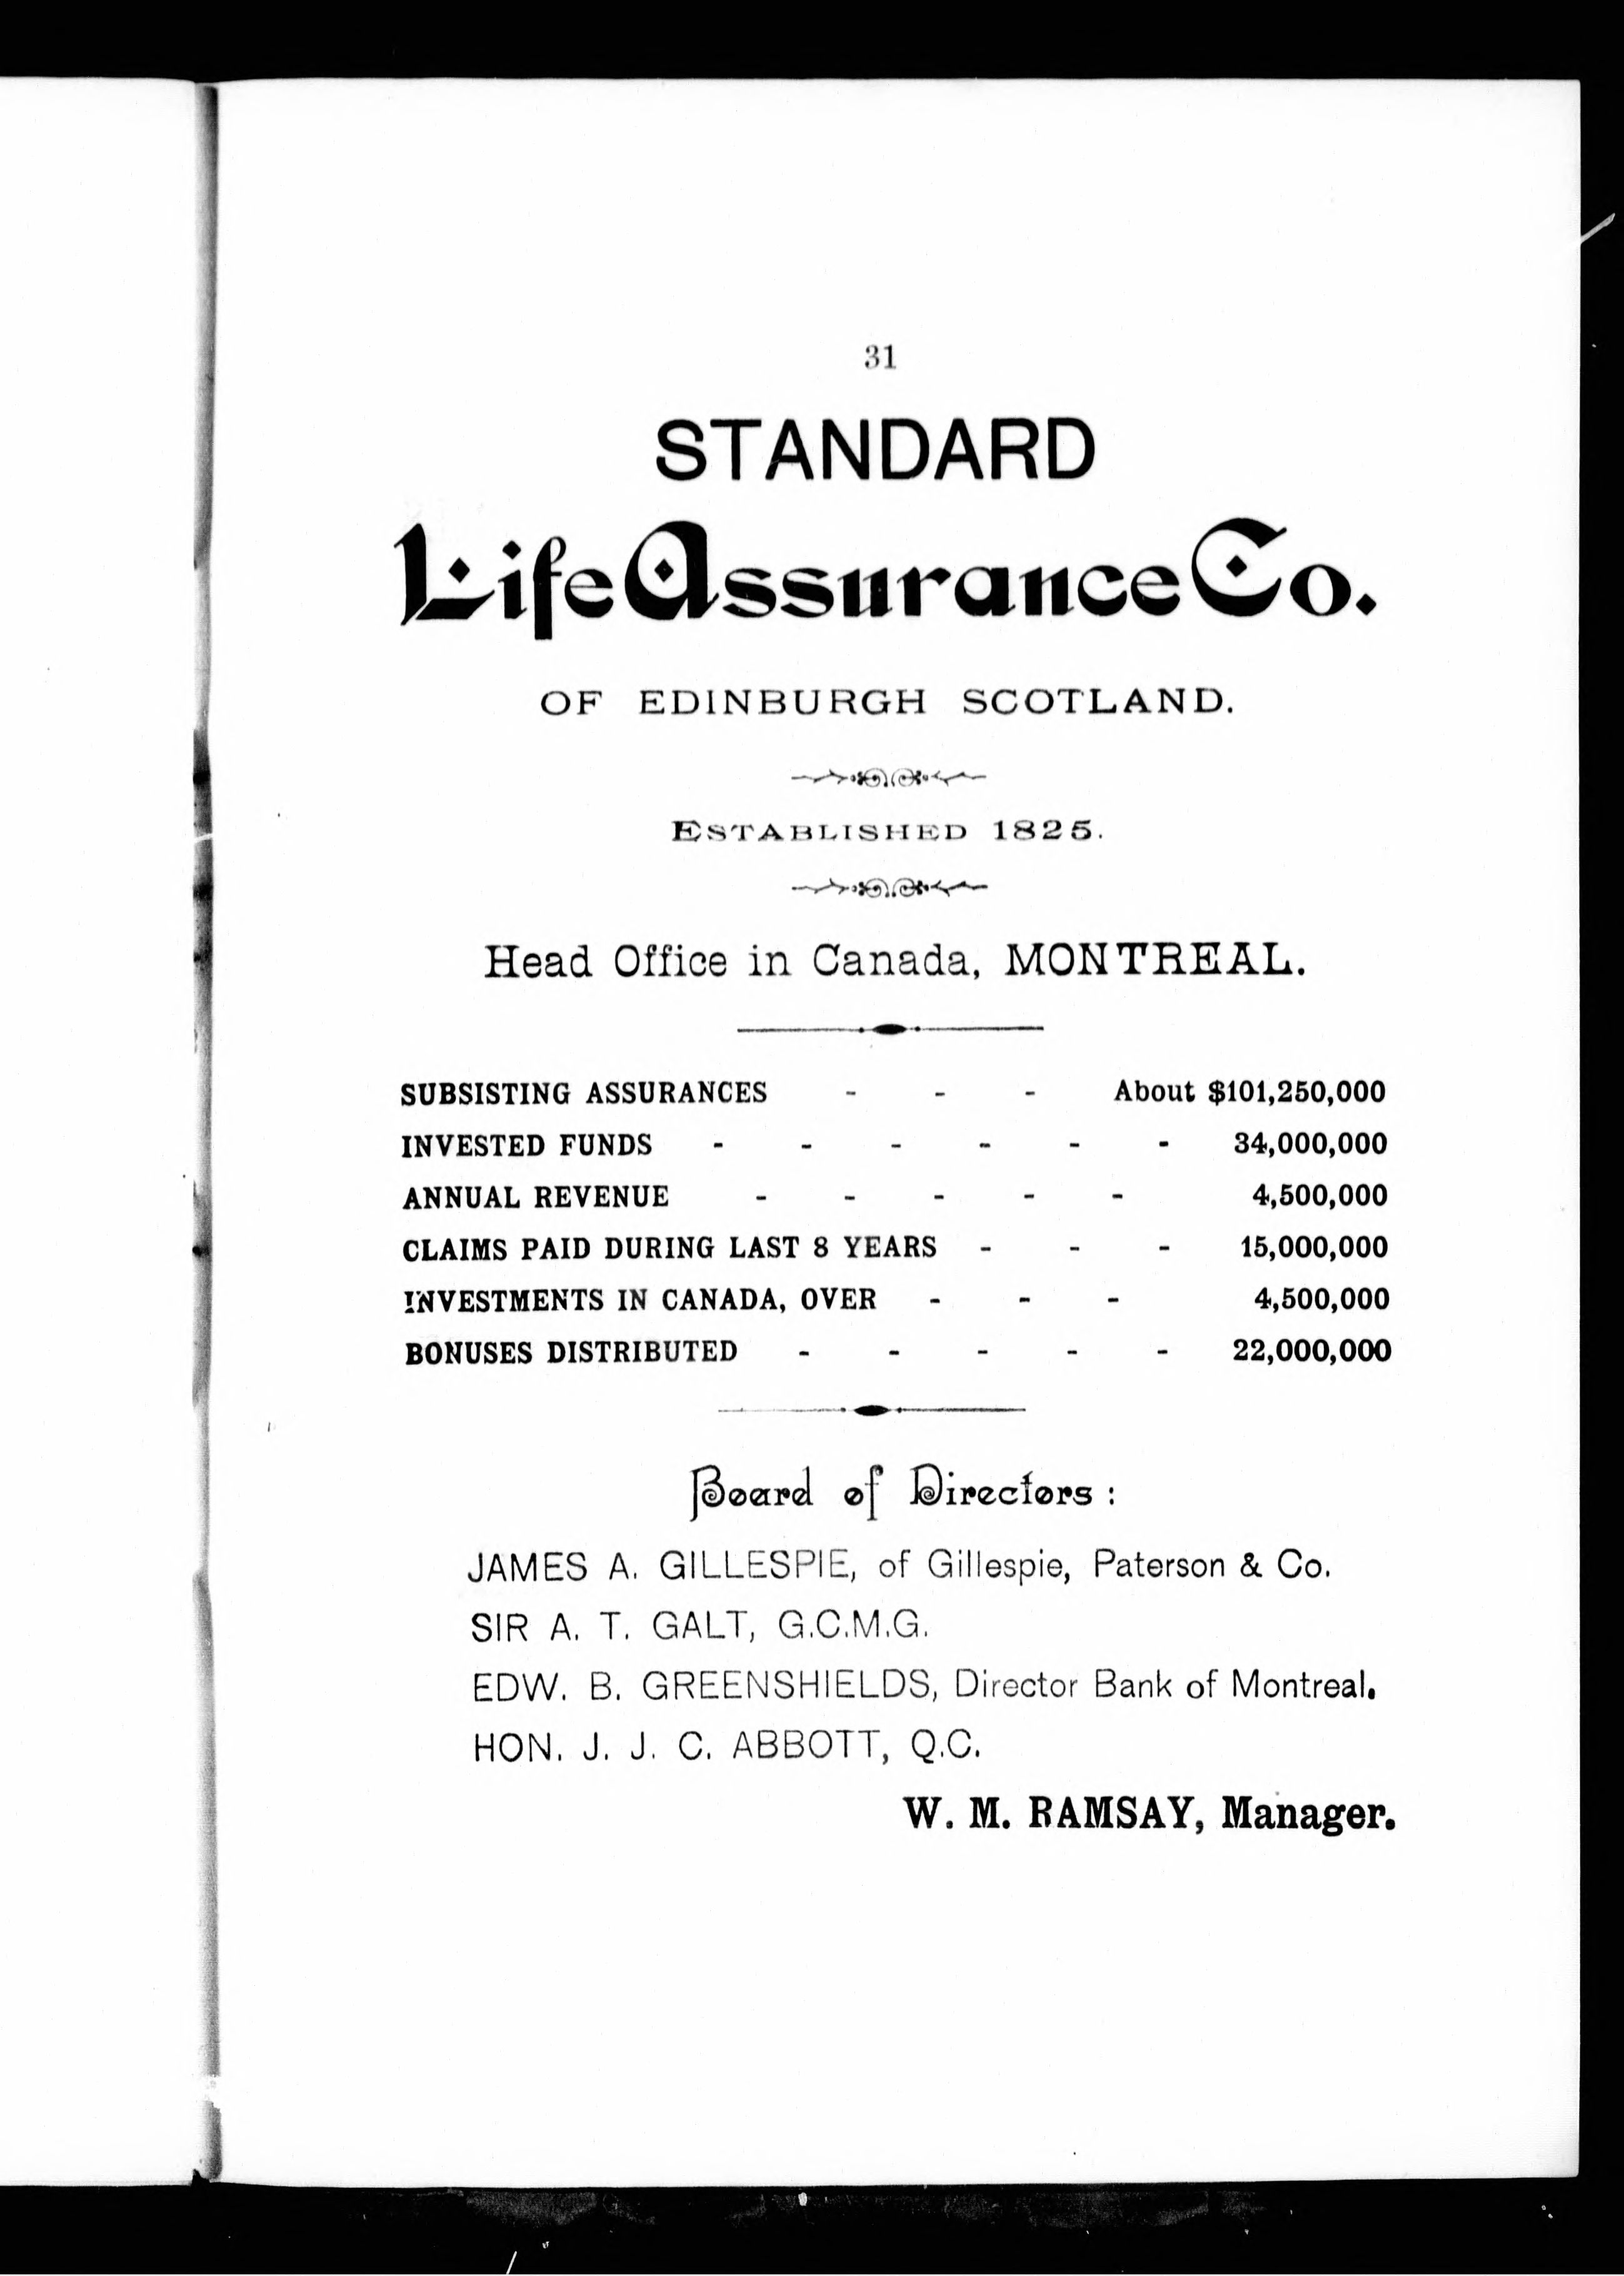 31
STANDARD
Life Assurance Co.
OF EDINBURGH SCOTLAND.
ESTABLISHED 1825.
Head Office in Canada, MONTREAL.
SUBSISTING ASSURANCES - - - About $101,250,000
INVESTED FUNDS - - - - - - 34,000,000
ANNUAL REVENUE - - - - - 4,500,000
CLAIMS PAID DURING LAST 8 YEARS - - - 15,000,000
INVESTMENTS IN CANADA, OVER - - - 4,500,000
BONUSES DISTRIBUTED - - - - - 22,000,000
Board of Directors :
JAMES A. GILLESPIE, of Gillespie, Paterson & Co.
SIR A. T. GALT, G.C.M.G.
EDW. B. GREENSHIELDS, Director Bank of Montreal.
HON. J. J. C. ABBOTT, Q.C.
W. M. RAMSAY, Manager.